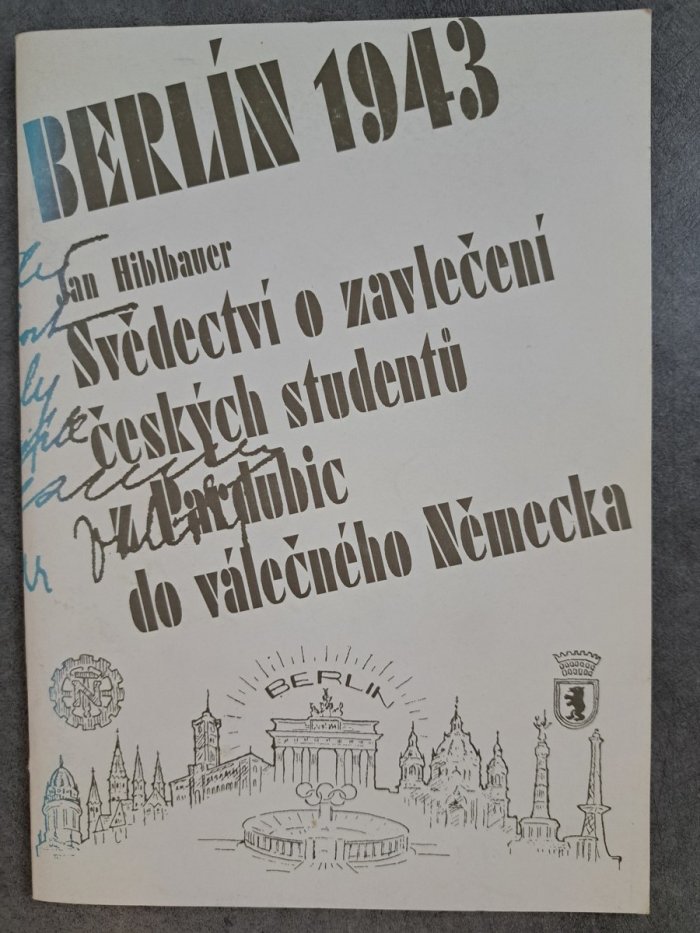 BERLÍN 1943
Jan Hiblbauer
Svědectví o zavlečení
českých studentů
z Pardubic
do válečného Německa
BERLIN